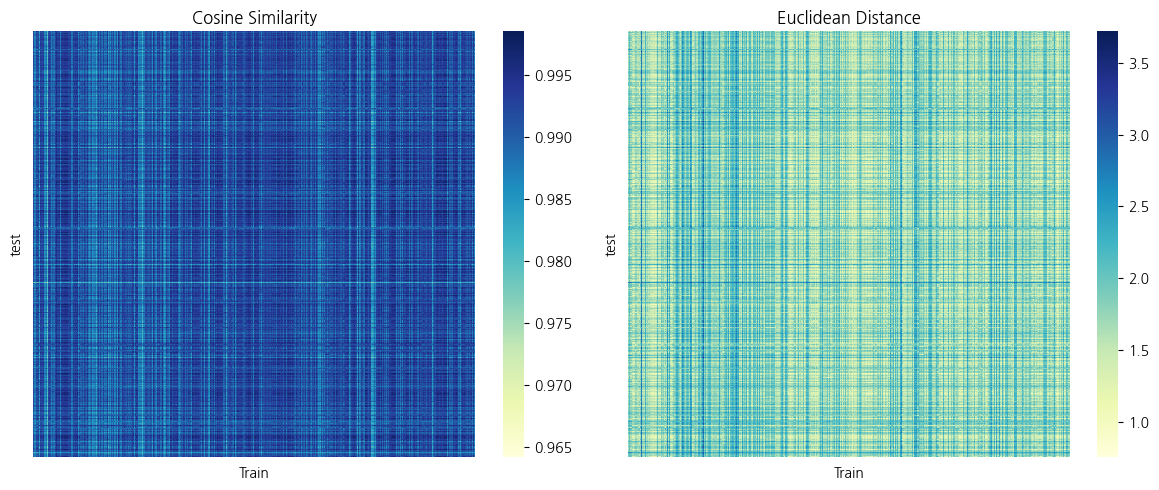 Cosine Similarity
test
Train
0.995
0.990
0.985
0.980
0.975
0.970
0.965
Euclidean Distance
test
Train
3.5
3.0
2.5
2.0
1.5
1.0